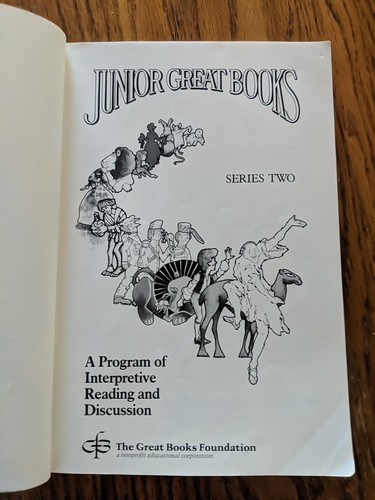 JUNIOR GREAT BOOKS
SERIES TWO
A Program of
Interpretive
Reading and
Discussion
The Great Books Foundation
a nonprofit educational corporation